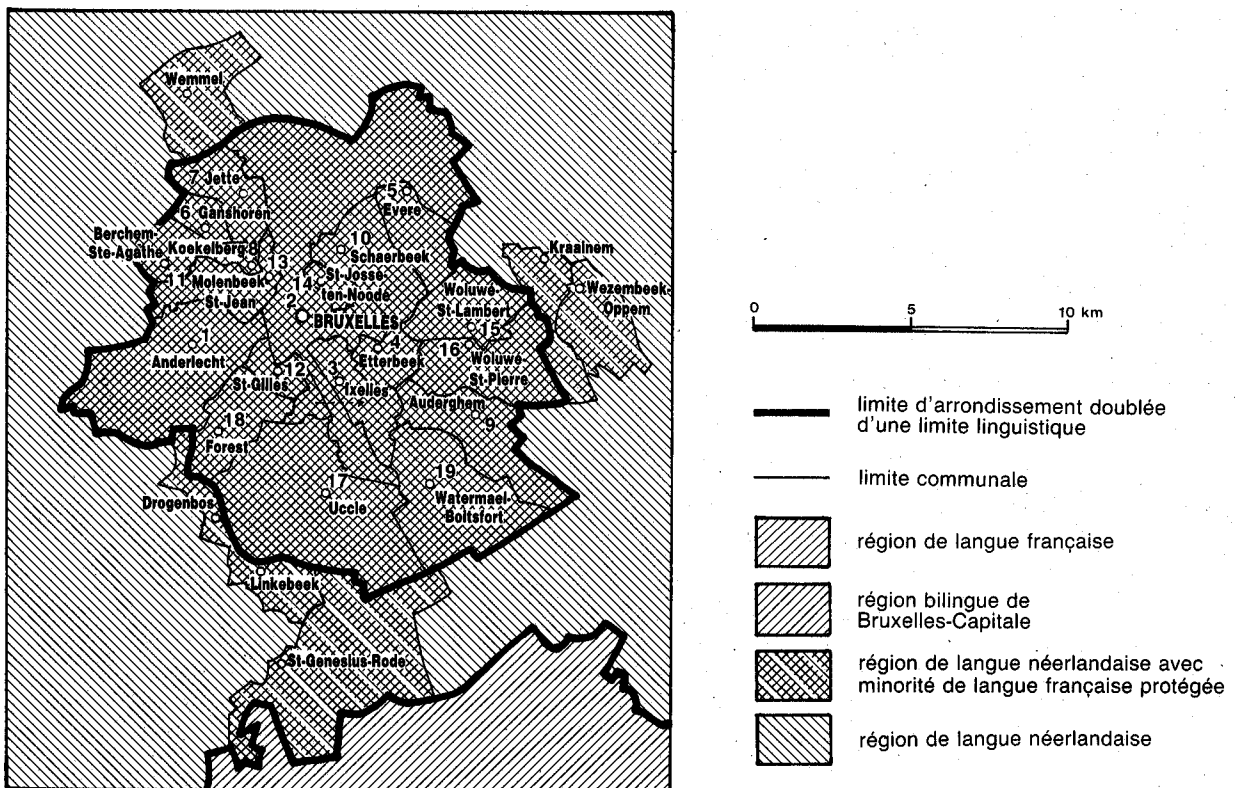 Wemmel
7 Jette
6 Ganshoren
5
Evere
Berchem-
Ste-Agathe
Koekelberg 8
13
10
Schaerbeek
Kraainem
11
Molenbeek
St-Jean
14
St-Josse
ten-Noode
2
BRUXELLES
Woluwé
St-Lambert
15
Wezembeek-
Oppem
1
Anderlecht
4
Etterbeek
16
Woluwé
St-Pierre
St-Gilles
12
3
Ixelles
Auderghem
9
18
Forest
17
Uccle
19
Watermael-
Boitsfort
Drogenbos
Linkebeek
St-Genesius-Rode
0 5 10 km
limite d'arrondissement doublée
d'une limite linguistique
limite communale
région de langue française
région bilingue de
Bruxelles-Capitale
région de langue néerlandaise avec
minorité de langue française protégée
région de langue néerlandaise